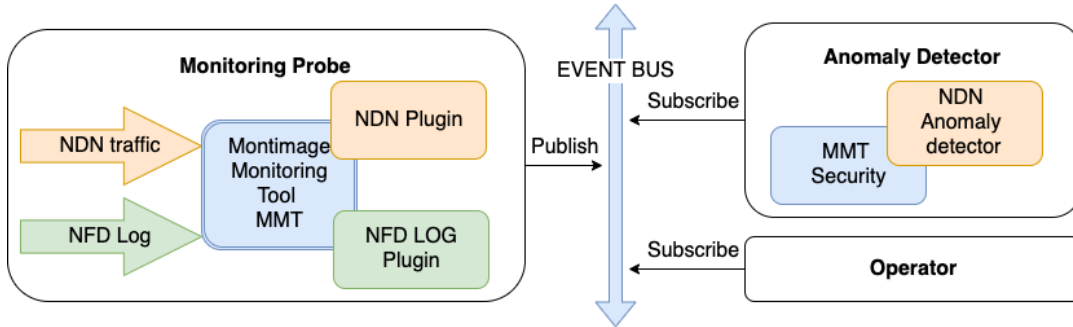 Monitoring Probe
NDN traffic
NFD Log
Montimage
Monitoring
Tool
MMT
NDN Plugin
NFD LOG
Plugin
Publish
EVENT BUS
Subscribe
Subscribe
Anomaly Detector
NDN
Anomaly
detector
MMT
Security
Operator